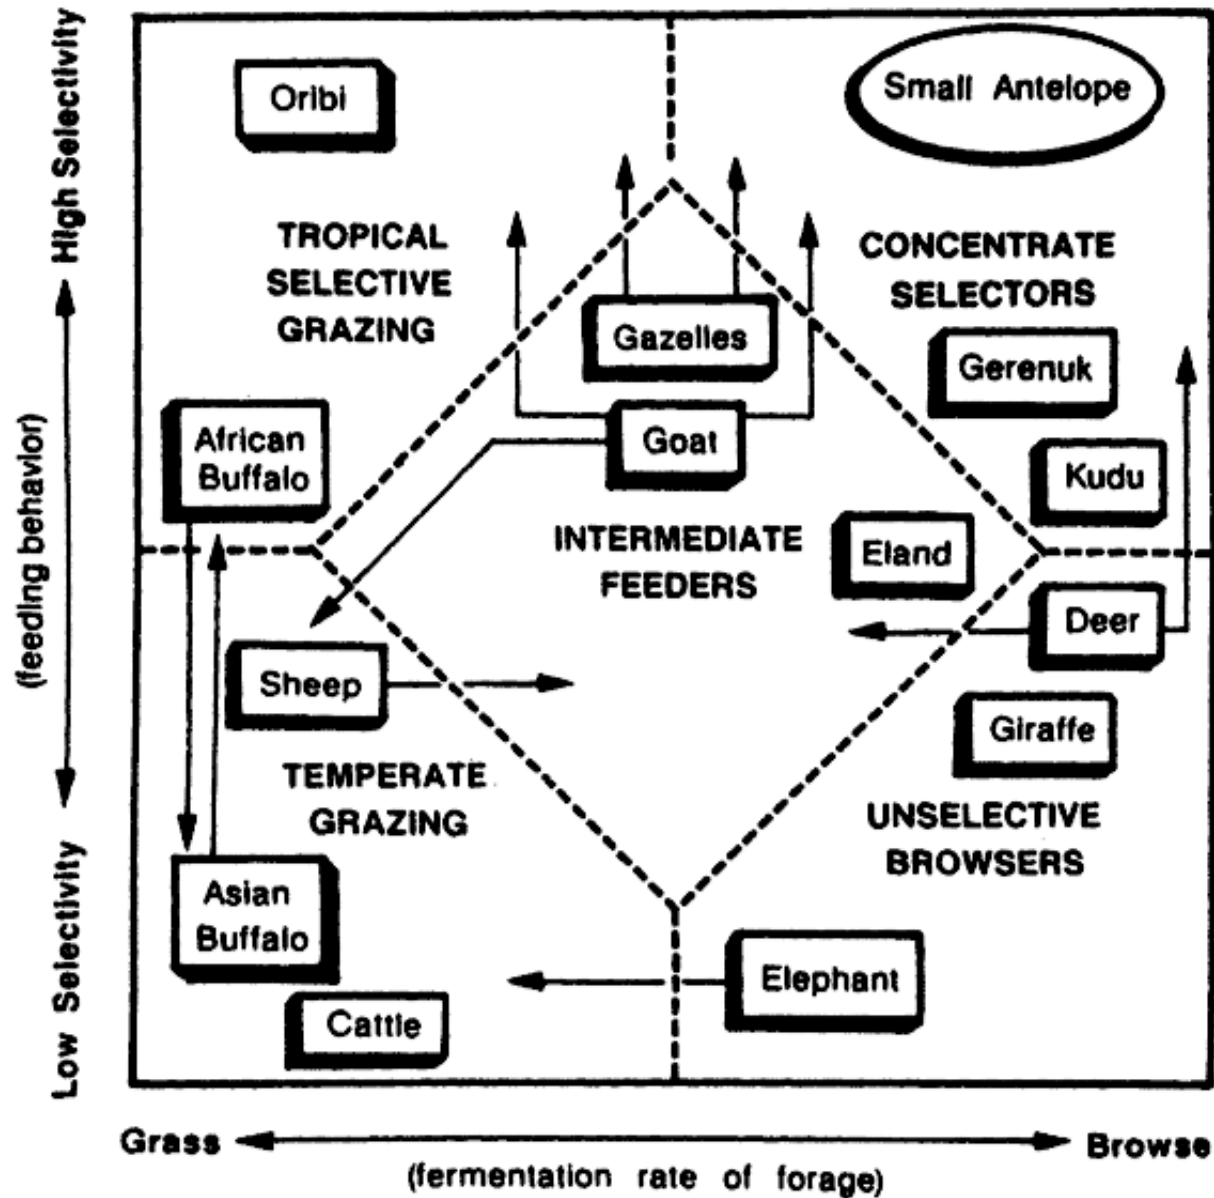 High Selectivity
(feeding behavior)
Low Selectivity
Oribi
Small Antelope
TROPICAL
SELECTIVE
GRAZING
CONCENTRATE
SELECTORS
Gazelles
Gerenuk
African
Buffalo
Goat
Kudu
INTERMEDIATE
FEEDERS
Eland
Deer
Sheep
Giraffe
TEMPERATE
GRAZING
UNSELECTIVE
BROWSERS
Asian
Buffalo
Elephant
Cattle
Grass
Browse
(fermentation rate of forage)